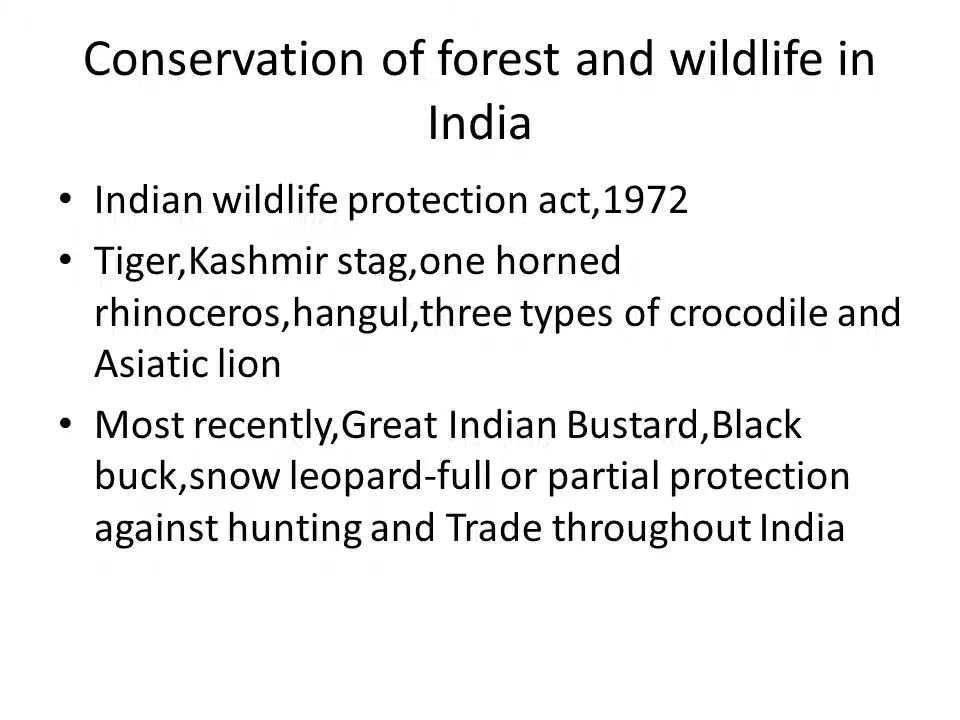 Conservation of forest and wildlife in
India
• Indian wildlife protection act,1972
• Tiger,Kashmir stag,one horned
rhinoceros,hangul,three types of crocodile and
Asiatic lion
• Most recently,Great Indian Bustard,Black
buck,snow leopard-full or partial protection
against hunting and Trade throughout India